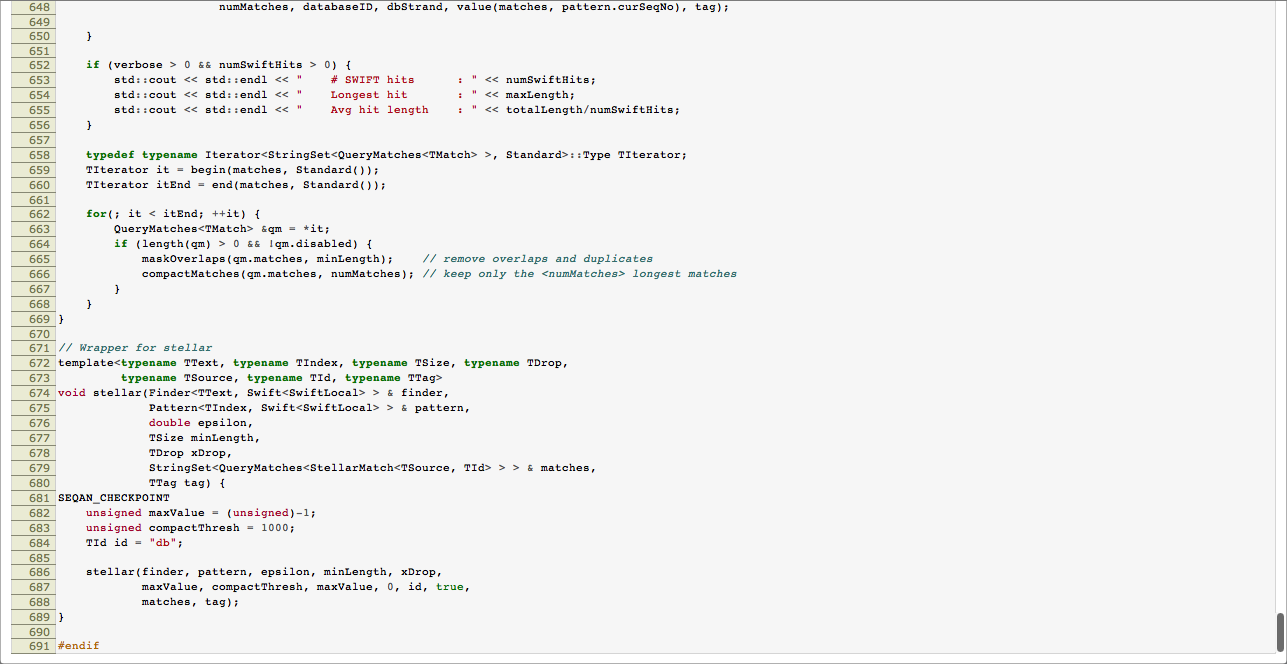 648                        numMatches, databaseID, dbStrand, value(matches, pattern.curSeqNo), tag);
649
650     }
651
652     if (verbose > 0 && numSwiftHits > 0) {
653         std::cout << std::endl << "    # SWIFT hits      : " << numSwiftHits;
654         std::cout << std::endl << "    Longest hit       : " << maxLength;
655         std::cout << std::endl << "    Avg hit length    : " << totalLength/numSwiftHits;
656     }
657
658     typedef typename Iterator<StringSet<QueryMatches<TMatch> >, Standard>::Type TIterator;
659     TIterator it = begin(matches, Standard());
660     TIterator itEnd = end(matches, Standard());
661
662     for(; it < itEnd; ++it) {
663         QueryMatches<TMatch> &qm = *it;
664         if (length(qm) > 0 && !qm.disabled) {
665             maskOverlaps(qm.matches, minLength);    // remove overlaps and duplicates
666             compactMatches(qm.matches, numMatches); // keep only the <numMatches> longest matches
667         }
668     }
669 }
670
671 // Wrapper for stellar
672 template<typename TText, typename TIndex, typename TSize, typename TDrop,
673          typename TSource, typename TId, typename TTag>
674 void stellar(Finder<TText, Swift<SwiftLocal> > & finder,
675              Pattern<TIndex, Swift<SwiftLocal> > & pattern,
676              double epsilon,
677              TSize minLength,
678              TDrop xDrop,
679              StringSet<QueryMatches<StellarMatch<TSource, TId> > > & matches,
680              TTag tag) {
681 SEQAN_CHECKPOINT
682     unsigned maxValue = (unsigned)-1;
683     unsigned compactThresh = 1000;
684     TId id = "db";
685
686     stellar(finder, pattern, epsilon, minLength, xDrop,
687             maxValue, compactThresh, maxValue, 0, id, true,
688             matches, tag);
689 }
690
691 #endif